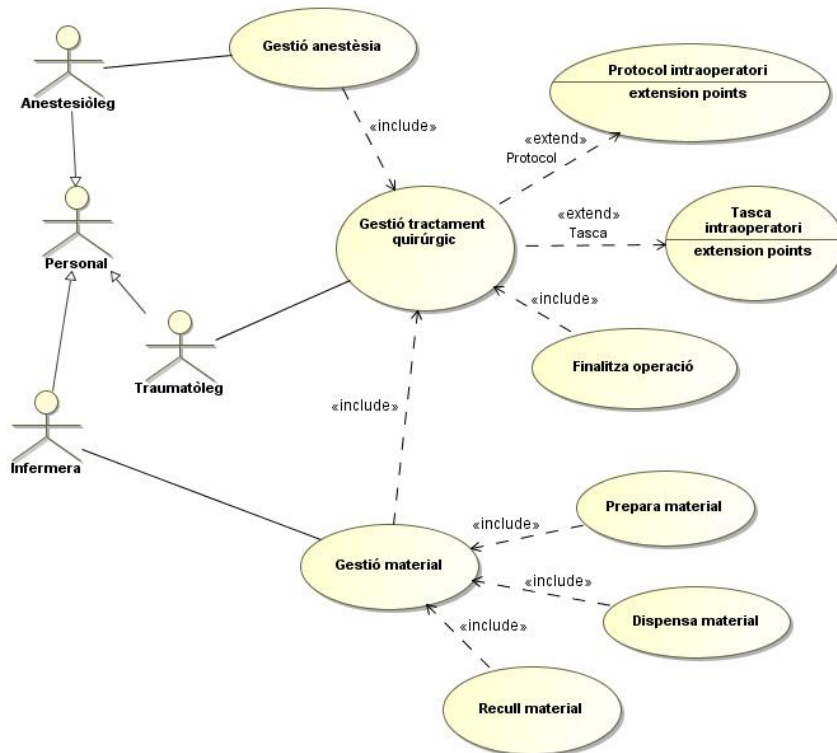 Gestió anestèsia
Anestesiòleg
«include»
Protocol intraoperatori
extension points
«extend»
Protocol
Personal
Gestió tractament
quirúrgic
«extend»
Tasca
Tasca
intraoperatori
extension points
Traumatòleg
«include»
Finalitza operació
Infermera
«include»
Gestió material
«include»
Prepara material
«include»
Dispensa material
«include»
Recull material